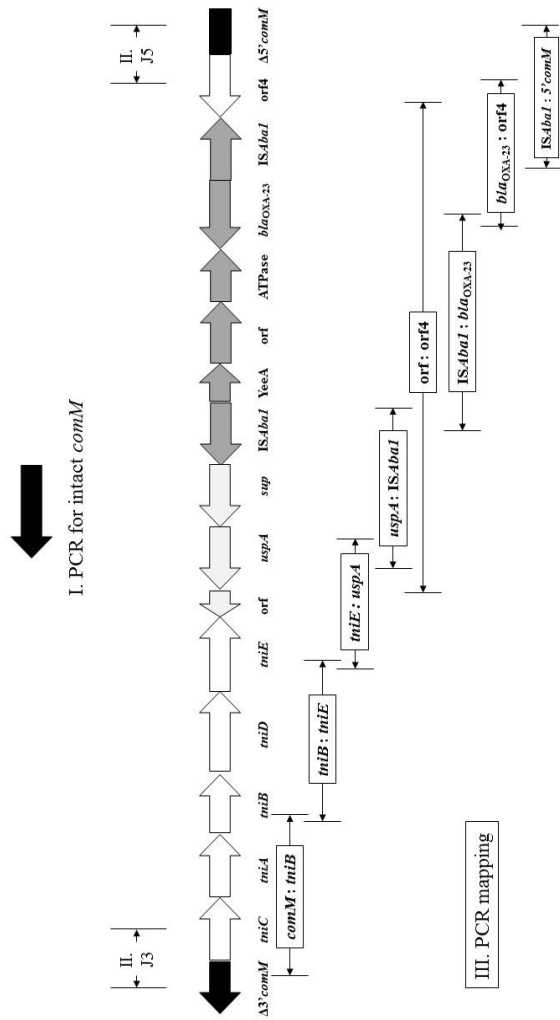 I. PCR for intact comM
II.
J3
II.
J5
Δ3'comM
tniC
tniA
tniB
tniD
tniE
orf
uspA
sup
ISAba1
YeeA
orf
ATPase
blaOXA-23
ISAba1
orf4
Δ5'comM
comM : tniB
tniB : tniE
tniE : uspA
uspA : ISAba1
orf : orf4
ISAba1 : blaOXA-23
blaOXA-23 : orf4
ISAba1 : 5'comM
III. PCR mapping